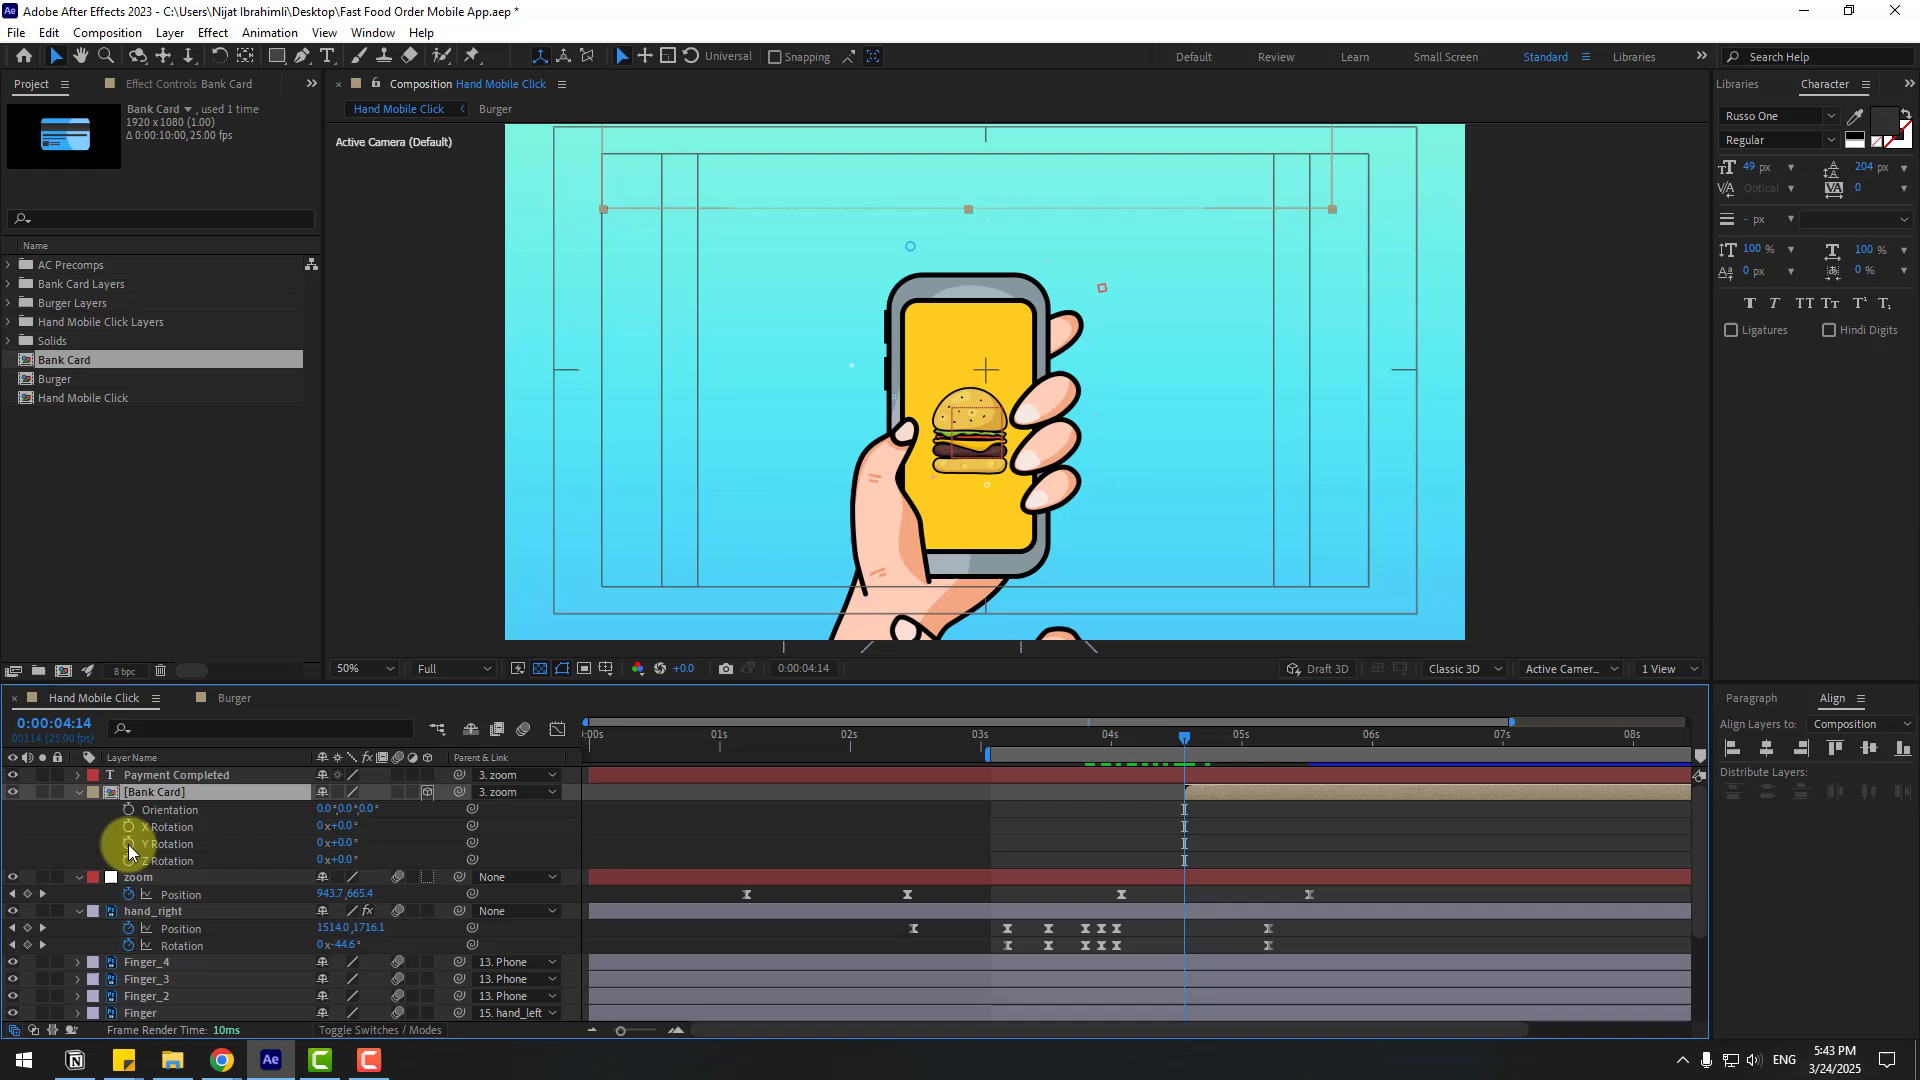 Adobe After Effects 2023 - C:\Users\Nijat Ibrahimli\Desktop\Fast Food Order Mobile App.aep *
File Edit Composition Layer Effect Animation View Window Help
Universal Snapping Default Review Learn Small Screen Standard Libraries Search Help
Project Effect Controls Bank Card
Bank Card , used 1 time
1920 x 1080 (1.00)
Δ 0:00:10:00, 25.00 fps
Name
AC Precomps
Bank Card Layers
Burger Layers
Hand Mobile Click Layers
Solids
Bank Card
Burger
Hand Mobile Click
8 bpc
Composition Hand Mobile Click
Hand Mobile Click Burger
Active Camera (Default)
50% Full +0.0 0:00:04:14 Draft 3D Classic 3D Active Camer... 1 View
Libraries Character
Russo One
Regular
49 px 204 px
Optical 0
- px
100 % 100 %
0 px 0 %
T T TT Tt T¹ T₁
Ligatures Hindi Digits
Hand Mobile Click Burger
0:00:04:14
00114 (25.00 fps)
:00s 01s 02s 03s 04s 05s 06s 07s 08s
Layer Name Parent & Link
T Payment Completed 3. zoom
[Bank Card] 3. zoom
Orientation 0.0°,0.0°,0.0°
X Rotation 0x+0.0°
Y Rotation 0x+0.0°
Z Rotation 0x+0.0°
zoom None
Position 943.7,665.4
hand_right None
Position 1514.0,1716.1
Rotation 0x-44.6°
Finger_4 13. Phone
Finger_3 13. Phone
Finger_2 13. Phone
Finger 15. hand_left
Frame Render Time: 10ms Toggle Switches / Modes
Paragraph Align
Align Layers to: Composition
Distribute Layers:
Ae
ENG
5:43 PM
3/24/2025